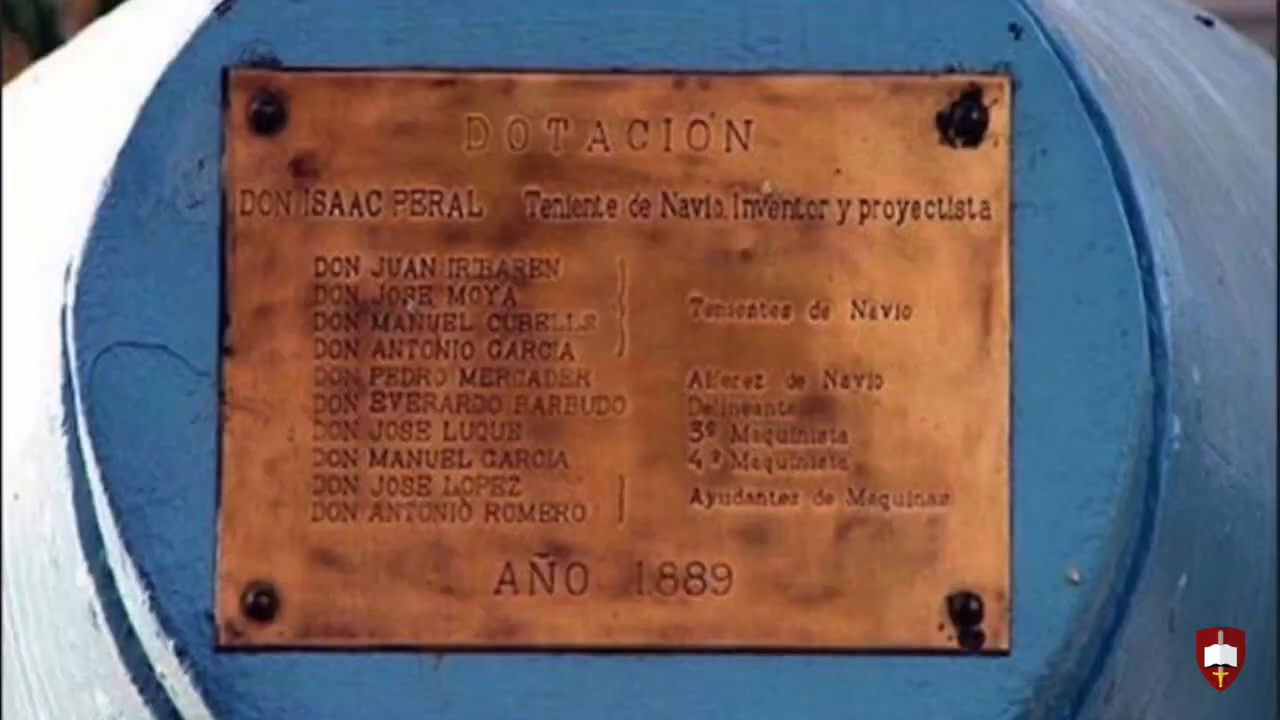 DOTACIÓN
DON ISAAC PERAL Teniente de Navio, Inventor y proyectista
DON JUAN IRIBAREN
DON JOSE MOYA
DON MANUEL CUBELLS
DON ANTONIO GARCIA
Tenientes de Navio
DON PEDRO MERCADER Alferez de Navio
DON EVERARDO BARBUDO Delineante
DON JOSE LUQUE 3º Maquinista
DON MANUEL GARCIA 4º Maquinista
DON JOSE LOPEZ
DON ANTONIO ROMERO
Ayudantes de Maquinas
AÑO 1889